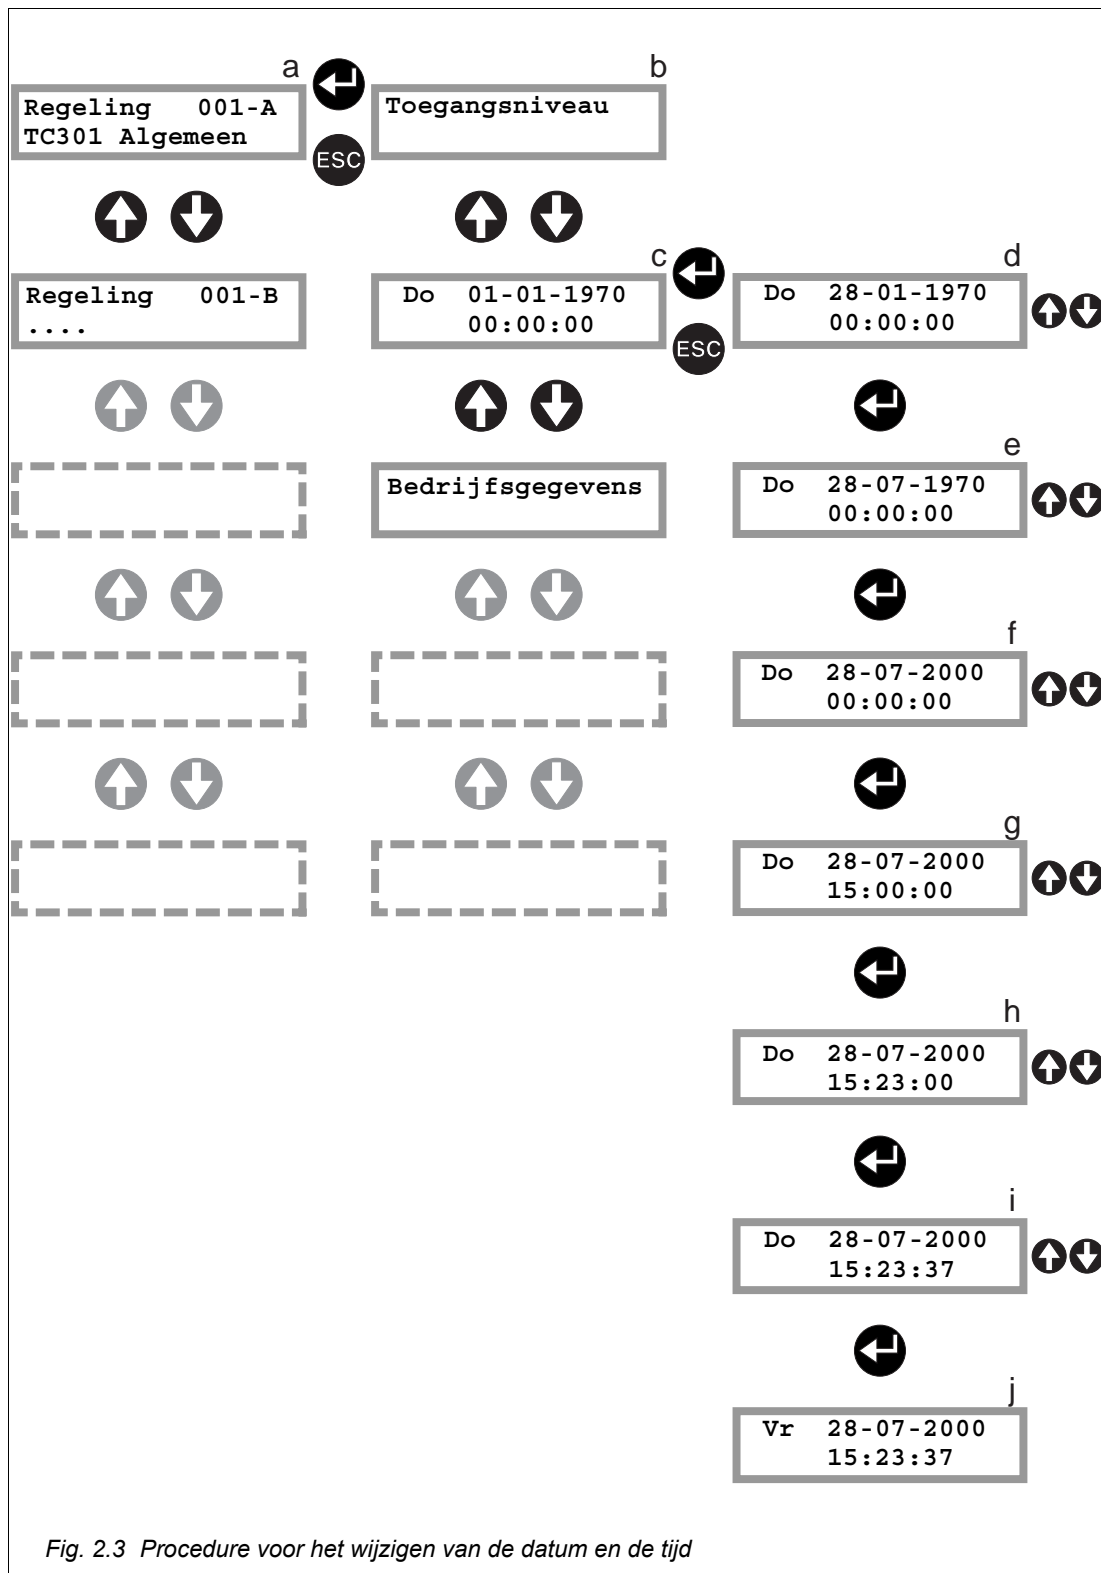 a
b
Regeling 001-A
TC301 Algemeen
ESC
Toegangsniveau
c
d
Regeling 001-B
....
Do 01-01-1970
00:00:00
ESC
Do 28-01-1970
00:00:00
e
Bedrijfsgegevens
Do 28-07-1970
00:00:00
f
Do 28-07-2000
00:00:00
g
Do 28-07-2000
15:00:00
h
Do 28-07-2000
15:23:00
i
Do 28-07-2000
15:23:37
j
Vr 28-07-2000
15:23:37
Fig. 2.3 Procedure voor het wijzigen van de datum en de tijd